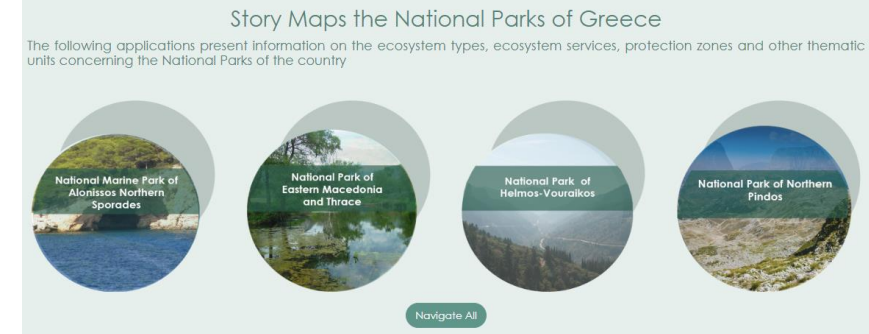 Story Maps the National Parks of Greece
The following applications present information on the ecosystem types, ecosystem services, protection zones and other thematic
units concerning the National Parks of the country
National Marine Park of
Alonissos Northern
Sporades
National Park of
Eastern Macedonia
and Thrace
National Park of
Helmos-Vouraikos
National Park of Northern
Pindos
Navigate All